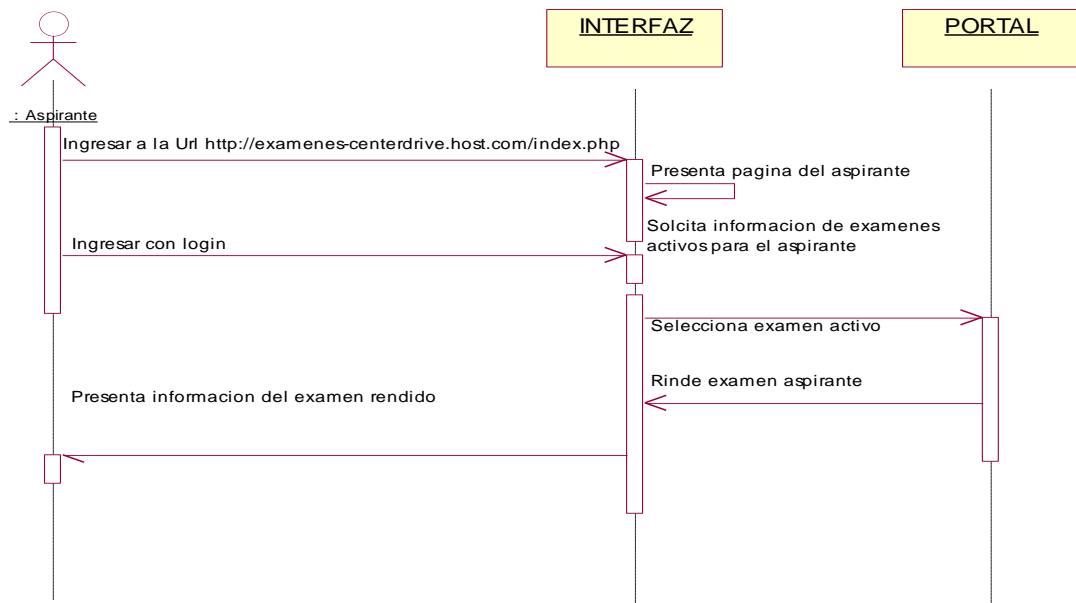 INTERFAZ
PORTAL
: Aspirante
Ingresar a la Url http://examenes-centerdrive.host.com/index.php
Presenta pagina del aspirante
Solcita informacion de examenes
activos para el aspirante
Ingresar con login
Selecciona examen activo
Rinde examen aspirante
Presenta informacion del examen rendido